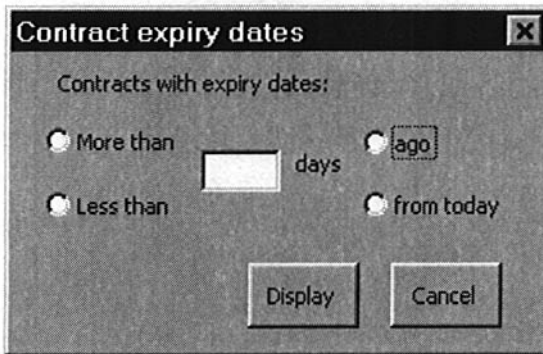 Contract expiry dates
Contracts with expiry dates:
More than
days
ago
Less than
from today
Display
Cancel